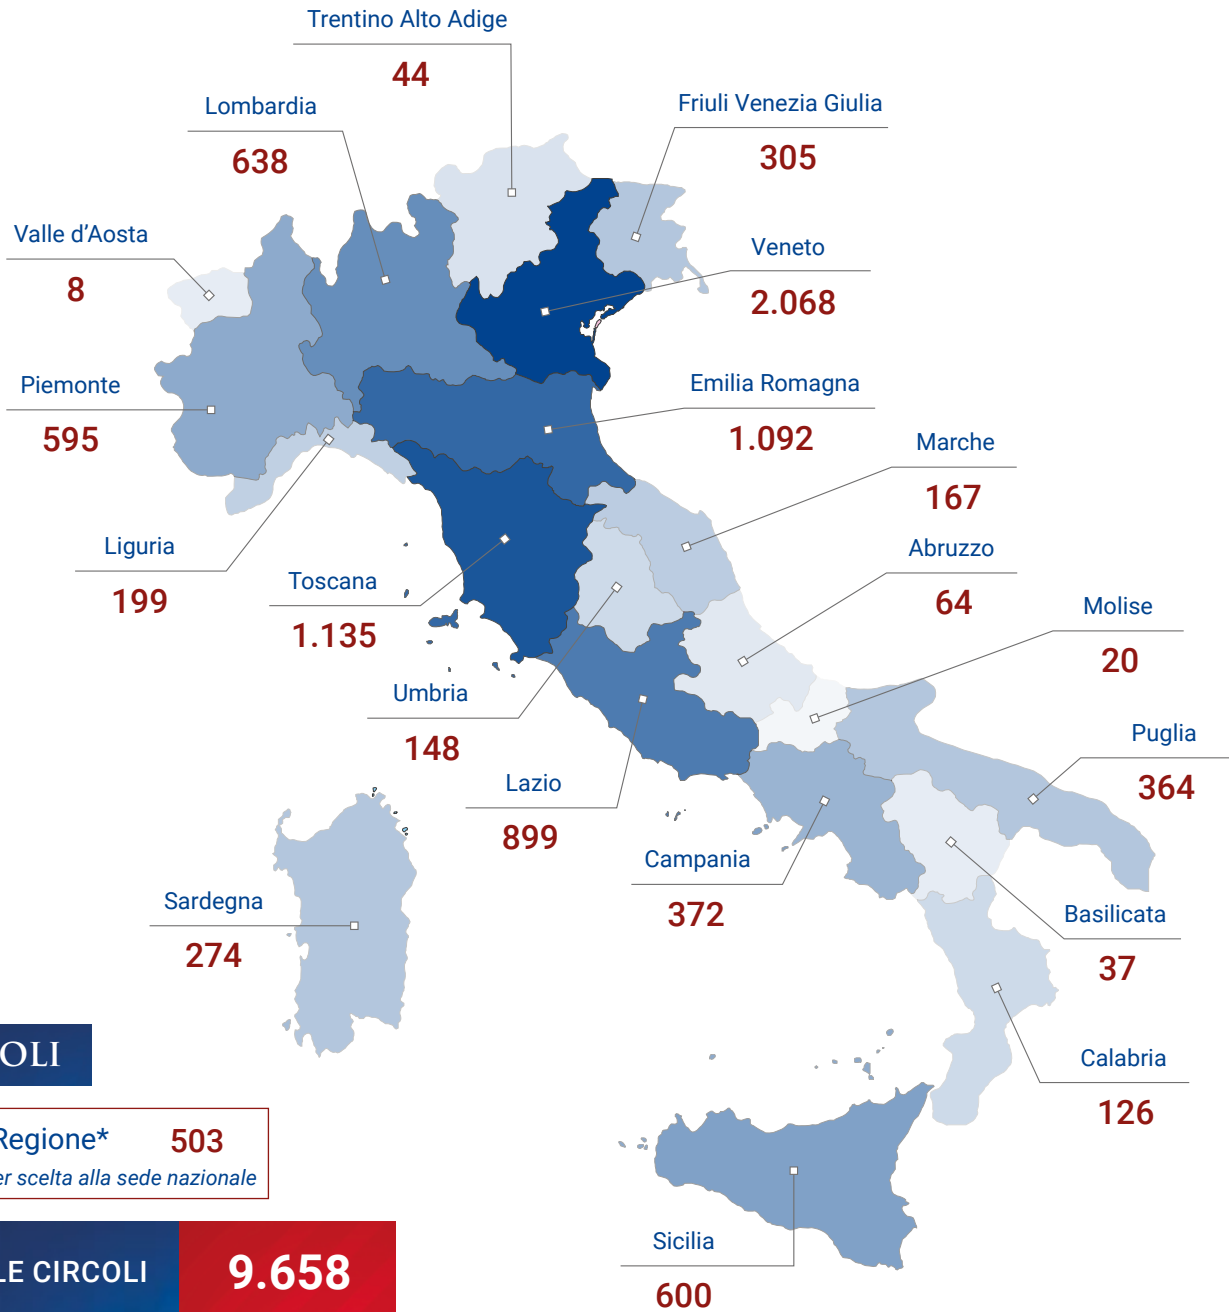 Trentino Alto Adige
44
Lombardia
638
Friuli Venezia Giulia
305
Valle d'Aosta
8
Veneto
2.068
Piemonte
595
Emilia Romagna
1.092
Marche
167
Liguria
199
Toscana
1.135
Abruzzo
64
Molise
20
Umbria
148
Puglia
364
Lazio
899
Campania
372
Sardegna
274
Basilicata
37
Calabria
126
OLI
Regione* 503
er scelta alla sede nazionale
LE CIRCOLI 9.658
Sicilia
600